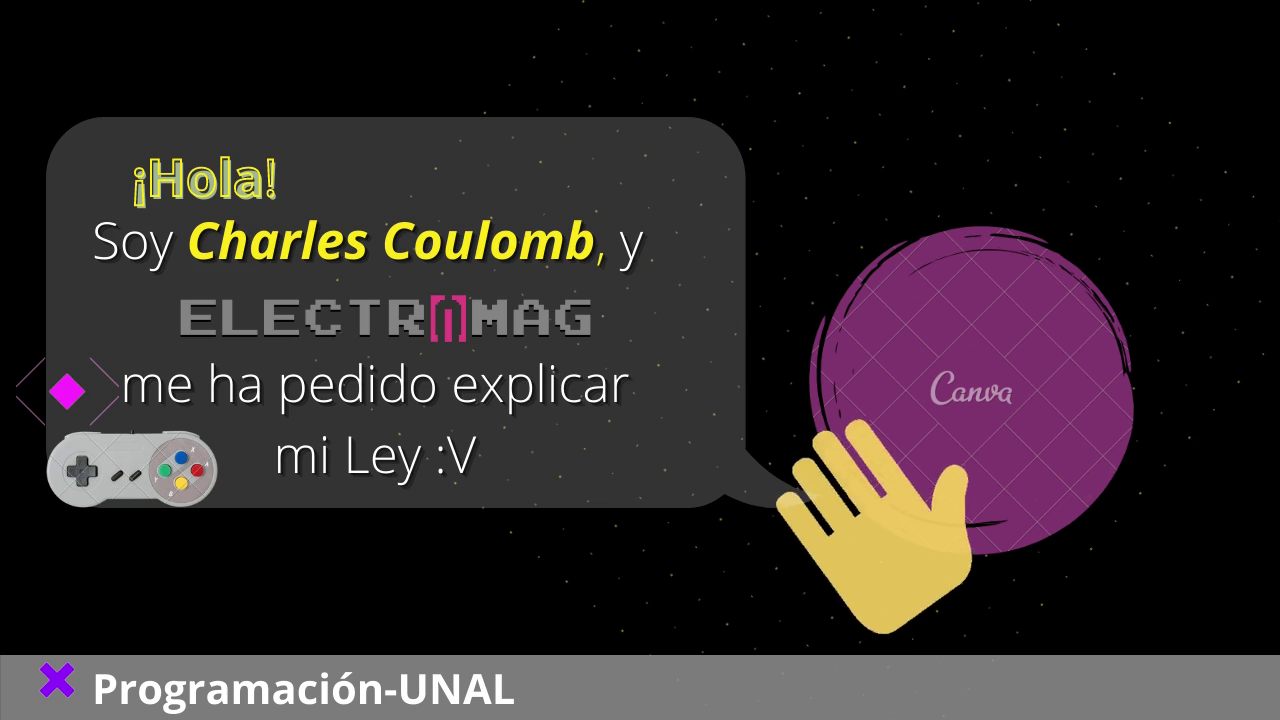 ¡Hola!
Soy Charles Coulomb, y
ELECTR[]MAG
me ha pedido explicar
mi Ley :V
Canva
Programación-UNAL